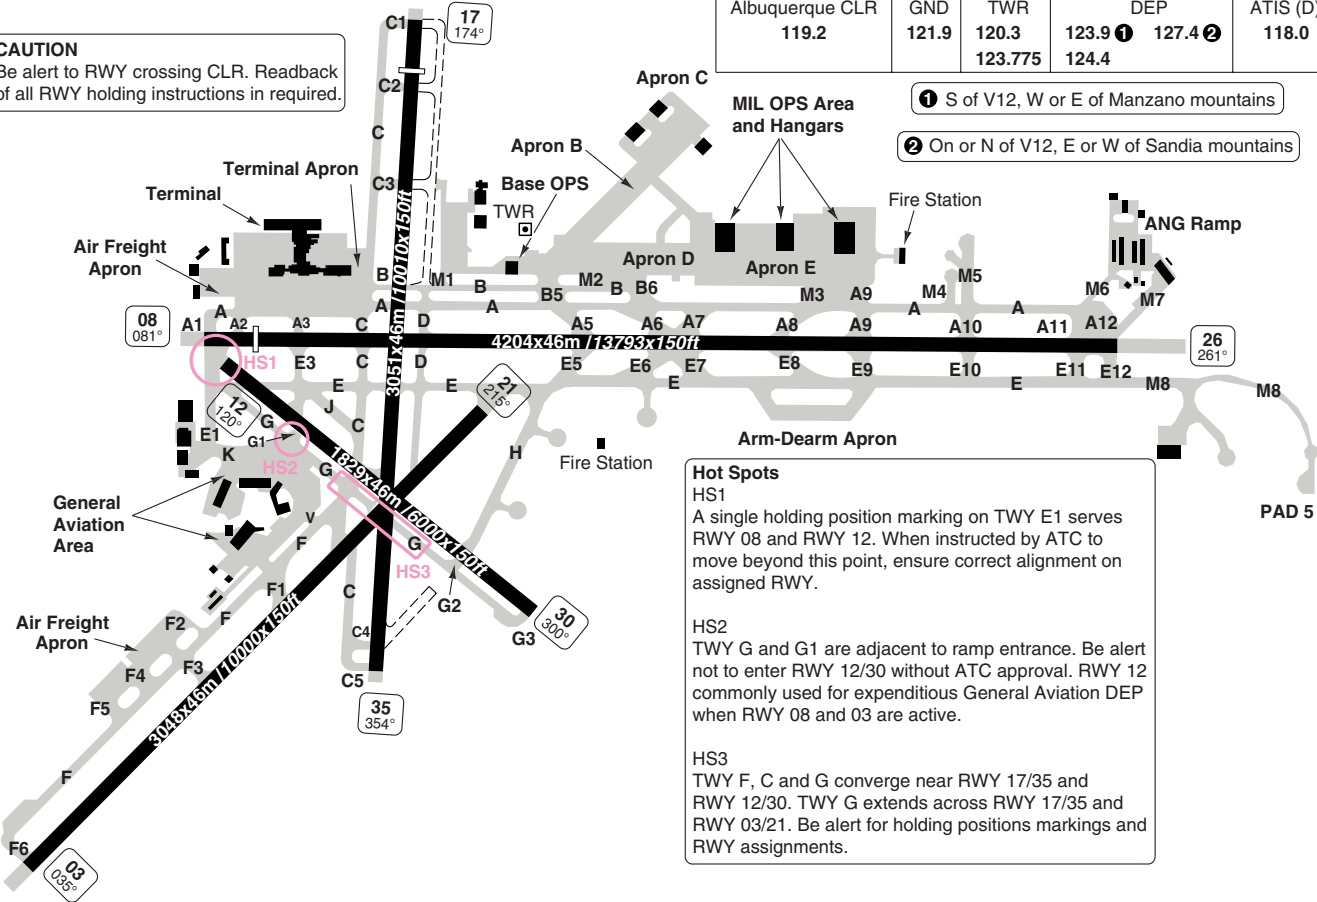 Albuquerque CLR GND TWR DEP ATIS (D)
119.2 121.9 120.3 123.9 ❶ 127.4 ❷ 118.0
123.775 124.4
❶ S of V12, W or E of Manzano mountains
❷ On or N of V12, E or W of Sandia mountains
CAUTION
Be alert to RWY crossing CLR. Readback
of all RWY holding instructions in required.
C1
17
174°
C2
C
C3
Apron C
MIL OPS Area
and Hangars
Apron B
Base OPS
TWR
Terminal Apron
Terminal
Air Freight
Apron
Fire Station
ANG Ramp
Apron D
Apron E
B
M1
B
M2
B
B6
B5
M3
A9
M4
M5
M6
M7
A
A
A
A
A
08
081°
A1
A2
A3
C
D
A5
A6
A7
A8
A9
A10
A11
A12
4204x46m /13793x150ft
3051x46m /10010x150ft
26
261°
HS1
E3
C
D
E5
E6
E7
E8
E9
E10
E11
E12
E
E
E
E
M8
M8
21
215°
12
120°
G
J
C
G1
E1
K
HS2
G
H
1829x46m /6000x150ft
Fire Station
Arm-Dearm Apron
PAD 5
General
Aviation
Area
V
F
G
HS3
F1
C
G2
C4
G3
30
300°
C5
35
354°
Air Freight
Apron
F2
F
F3
F4
F5
3048x46m /10000x150ft
F
F6
03
035°
Hot Spots
HS1
A single holding position marking on TWY E1 serves
RWY 08 and RWY 12. When instructed by ATC to
move beyond this point, ensure correct alignment on
assigned RWY.
HS2
TWY G and G1 are adjacent to ramp entrance. Be alert
not to enter RWY 12/30 without ATC approval. RWY 12
commonly used for expenditious General Aviation DEP
when RWY 08 and 03 are active.
HS3
TWY F, C and G converge near RWY 17/35 and
RWY 12/30. TWY G extends across RWY 17/35 and
RWY 03/21. Be alert for holding positions markings and
RWY assignments.